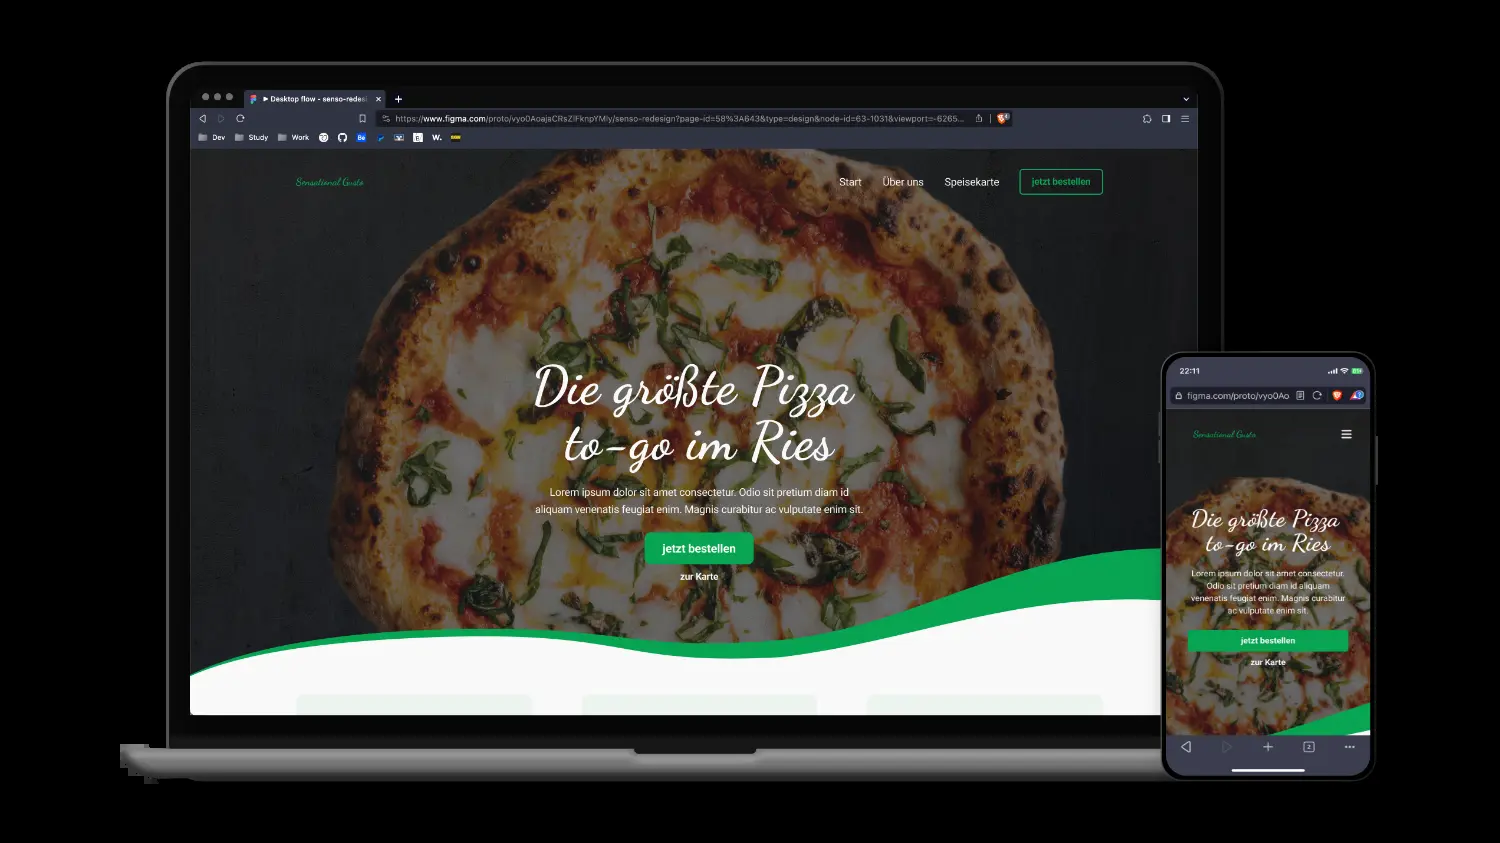 Desktop flow - senso-redesi
https://www.figma.com/proto/vyo0AoajaCRsZlFknpYMly/senso-redesign?page-id=58%3A643&type=design&node-id=63-1031&viewport=-6265...
Dev Study Work Bē W.
Sensational Gusto
Start Über uns Speisekarte jetzt bestellen
Die größte Pizza
to-go im Ries
Lorem ipsum dolor sit amet consectetur. Odio sit pretium diam id
aliquam venenatis feugiat enim. Magnis curabitur ac vulputate enim sit.
jetzt bestellen
zur Karte
22:11
figma.com/proto/vyo0Ao
Sensational Gusto
Die größte Pizza
to-go im Ries
Lorem ipsum dolor sit amet consectetur.
Odio sit pretium diam id aliquam
venenatis feugiat enim. Magnis curabitur
ac vulputate enim sit.
jetzt bestellen
zur Karte
2